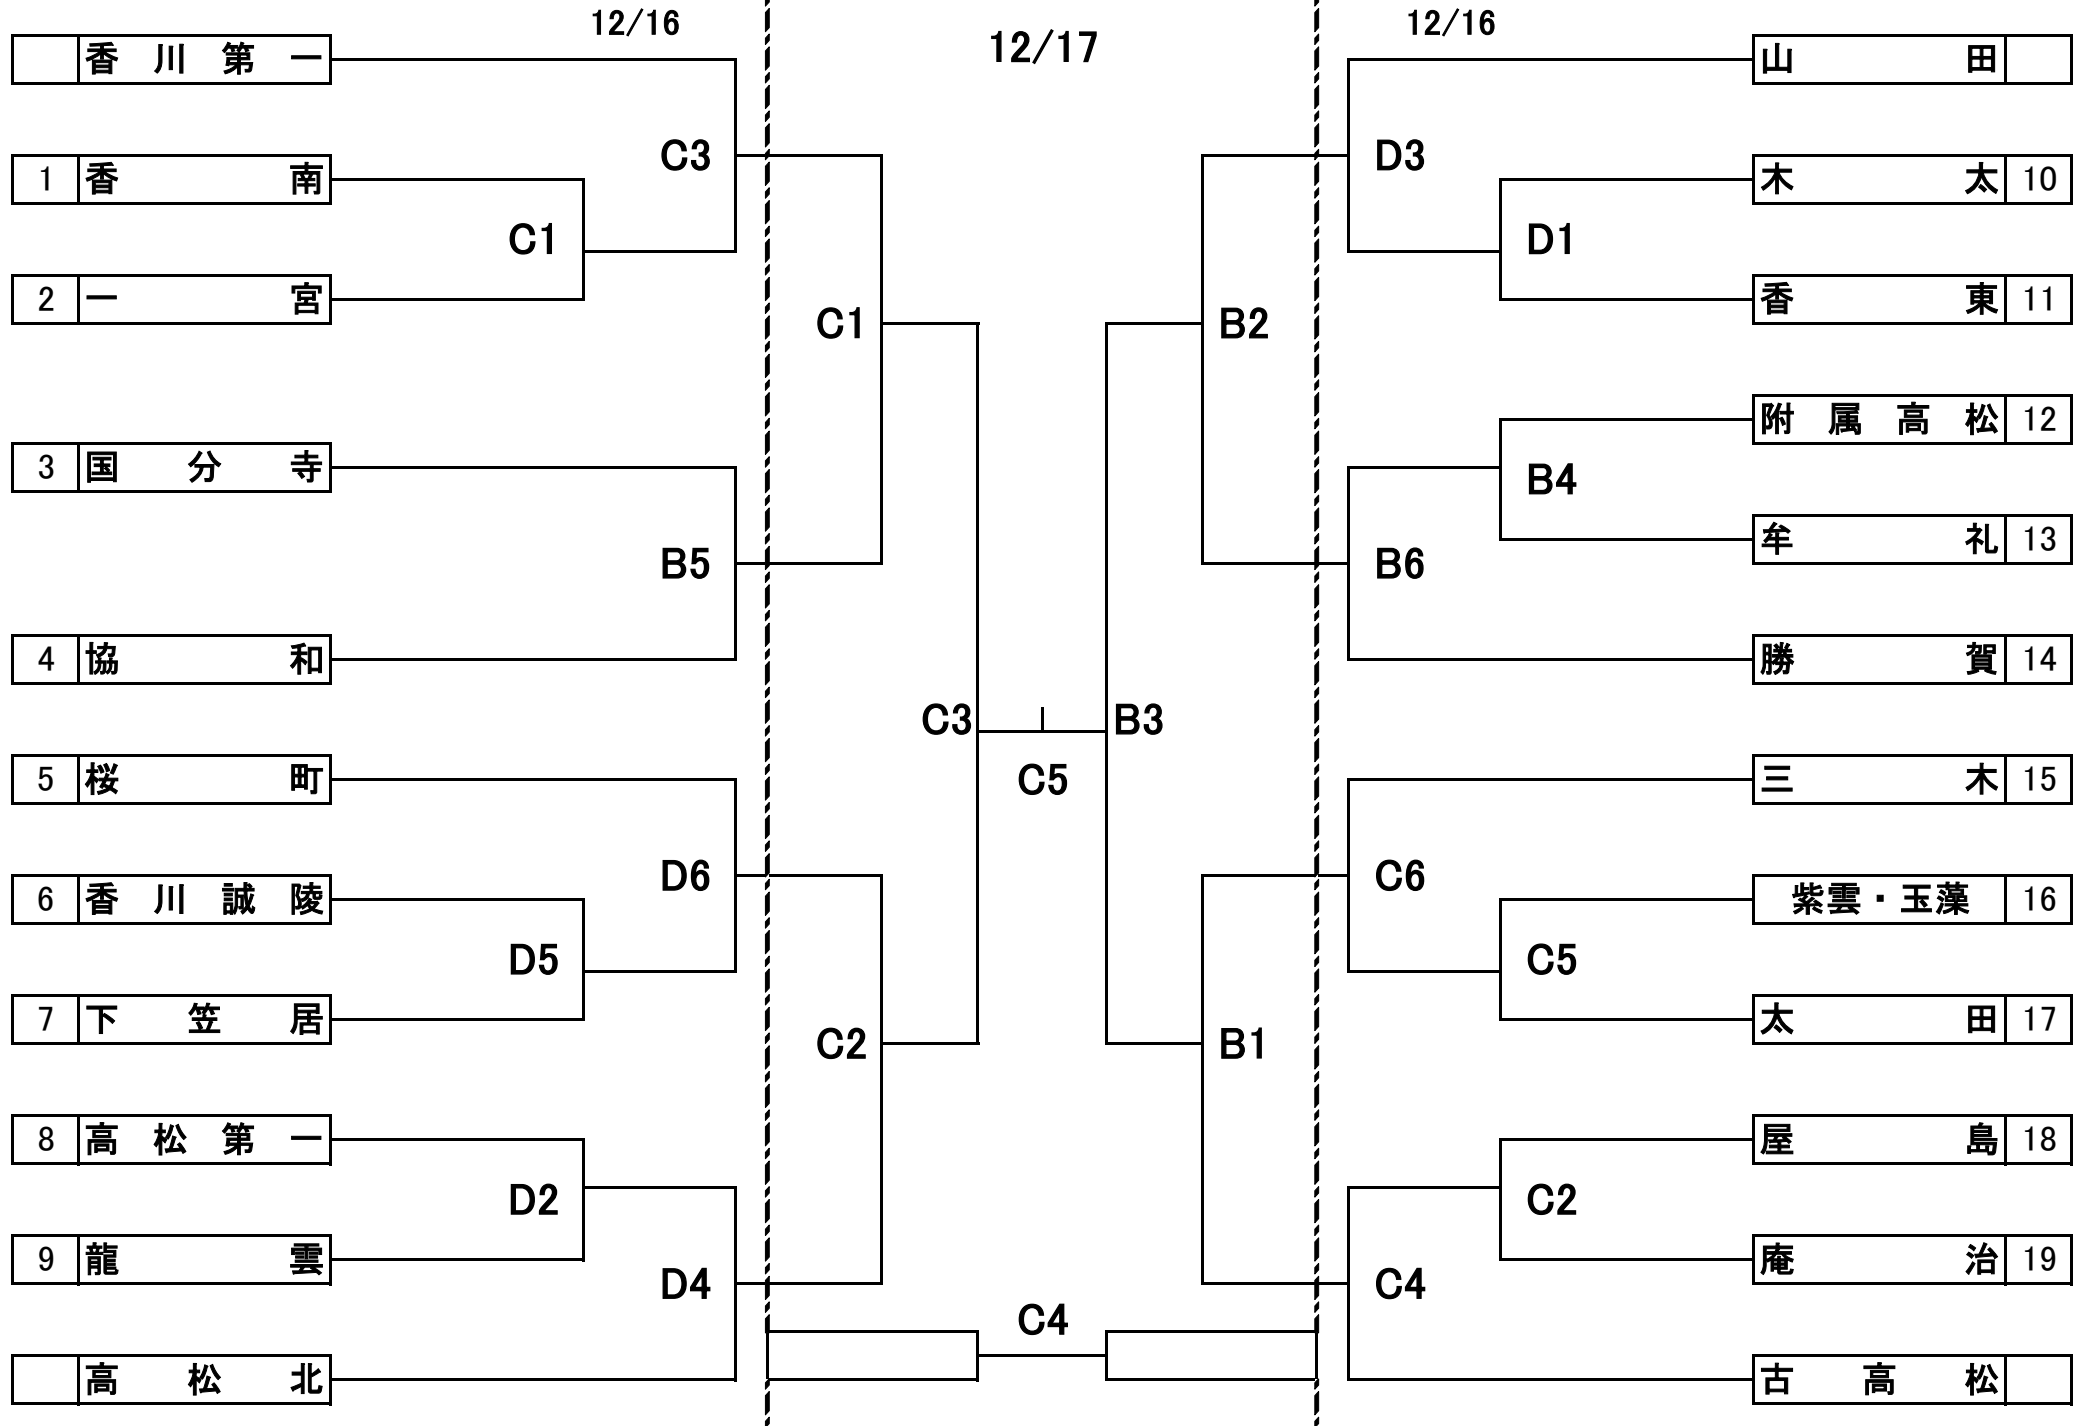 12/16
12/17
12/16
香川第一
山田
C3
D3
1 香南
木太 10
C1
D1
2 一宮
香東 11
C1
B2
附属高松 12
3 国分寺
B4
牟礼 13
B5
B6
4 協和
勝賀 14
C3
B3
C5
5 桜町
三木 15
D6
C6
6 香川誠陵
紫雲・玉藻 16
D5
C5
7 下笠居
太田 17
C2
B1
8 高松第一
屋島 18
D2
C2
9 龍雲
庵治 19
D4
C4
C4
高松北
古高松